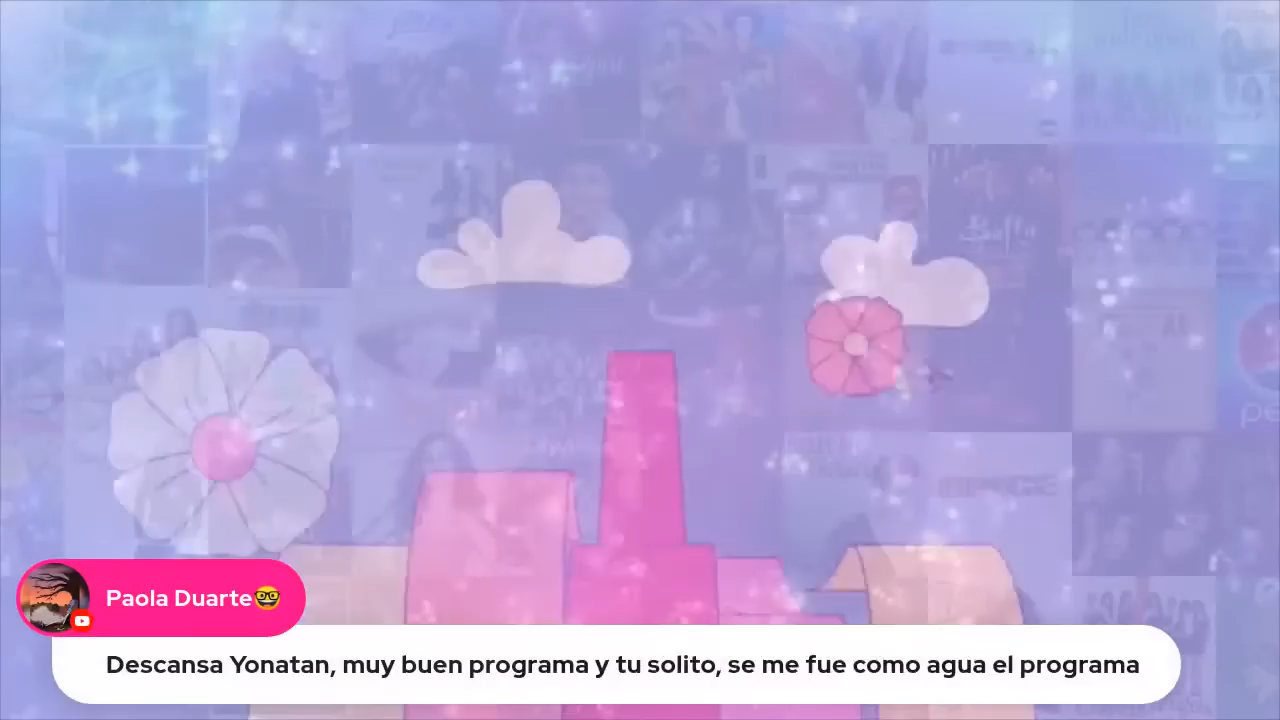 Paola Duarte🤓
Descansa Yonatan, muy buen programa y tu solito, se me fue como agua el programa